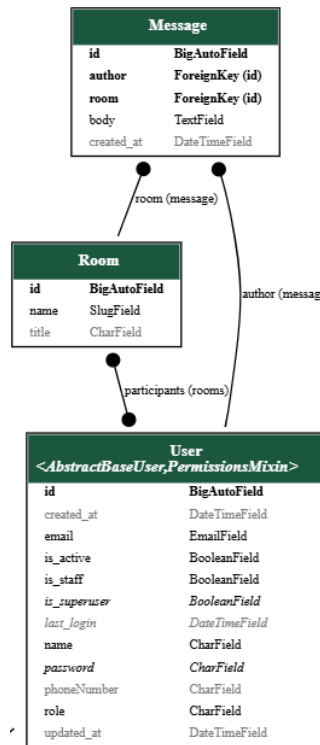 Message
id BigAutoField
author ForeignKey (id)
room ForeignKey (id)
body TextField
created_at DateTimeField
room (message)
Room
id BigAutoField
name SlugField
title CharField
author (messag
participants (rooms)
User
<AbstractBaseUser,PermissionsMixin>
id BigAutoField
created_at DateTimeField
email EmailField
is_active BooleanField
is_staff BooleanField
is_superuser BooleanField
last_login DateTimeField
name CharField
password CharField
phoneNumber CharField
role CharField
updated_at DateTimeField